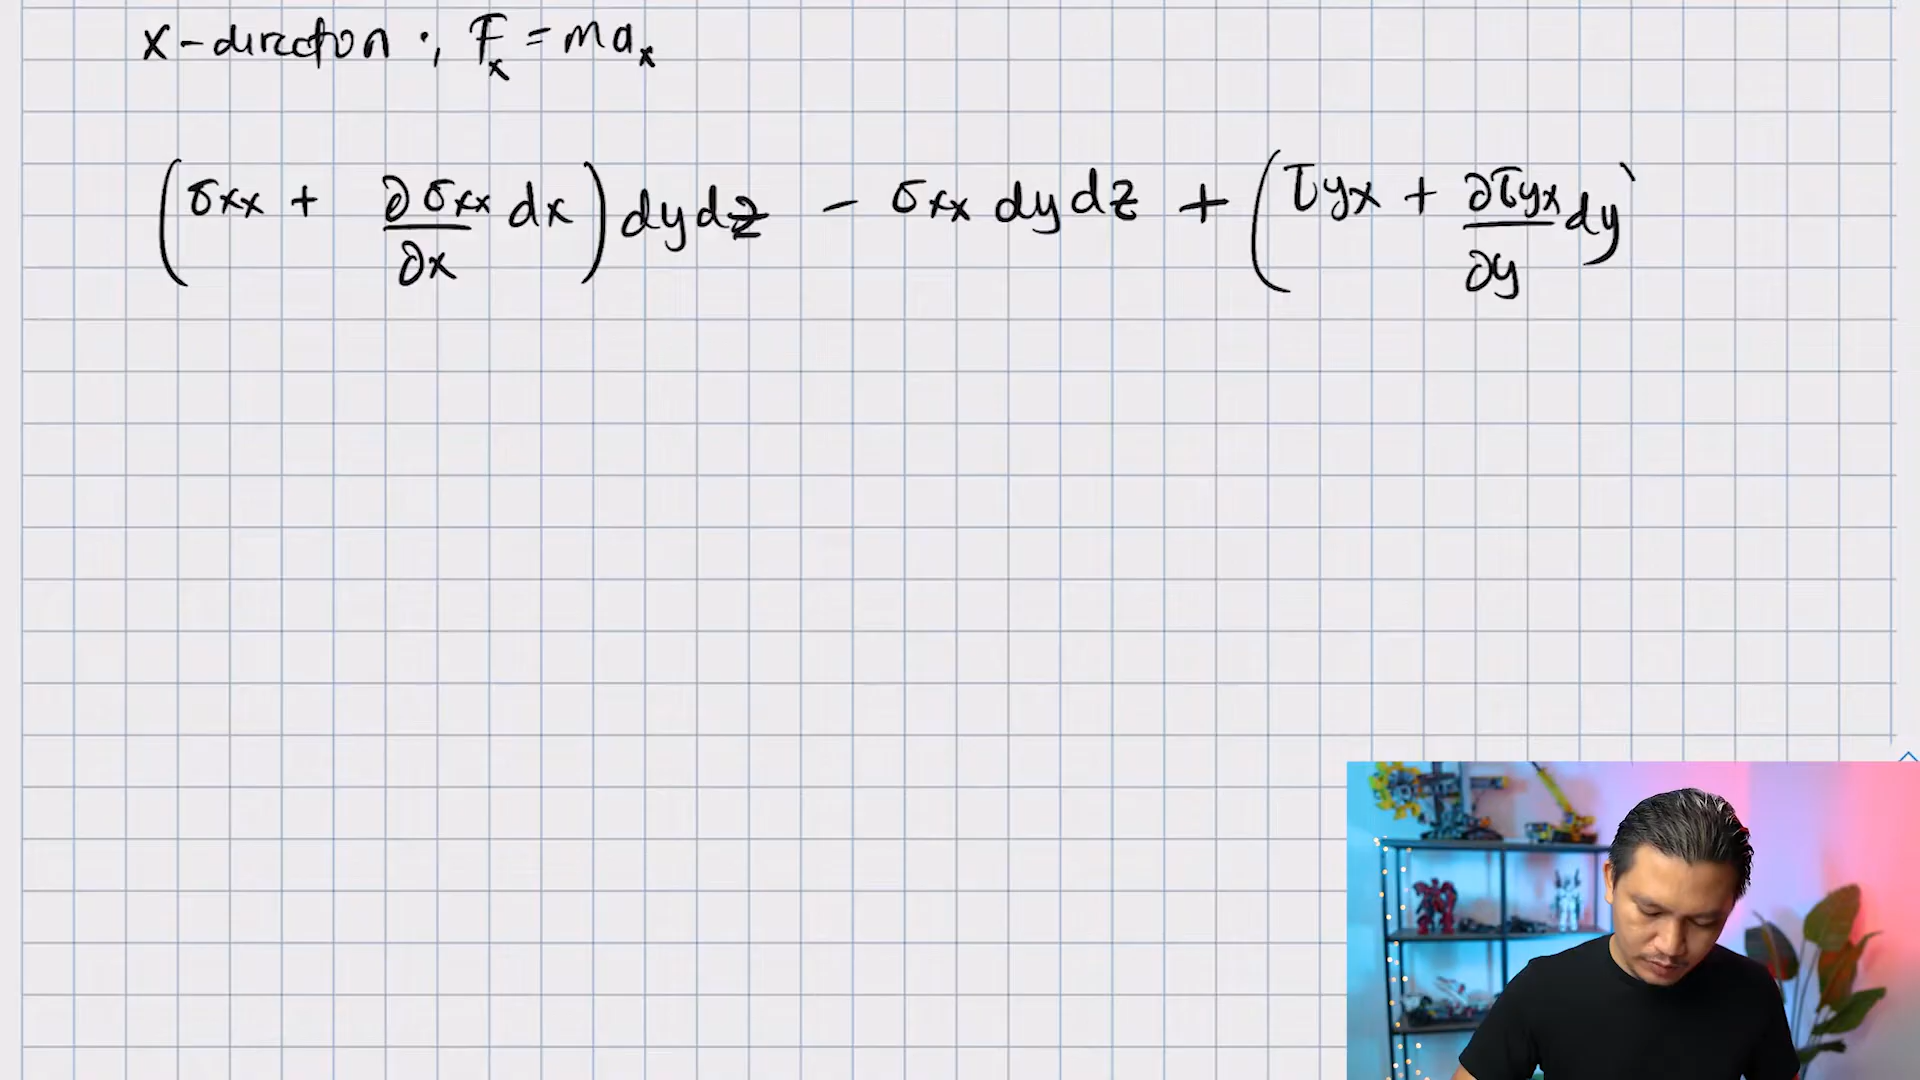 x-direction ; Fx = max
(σxx + ∂σxx/∂x dx) dydz - σxx dydz + (τyx + ∂τyx/∂y dy